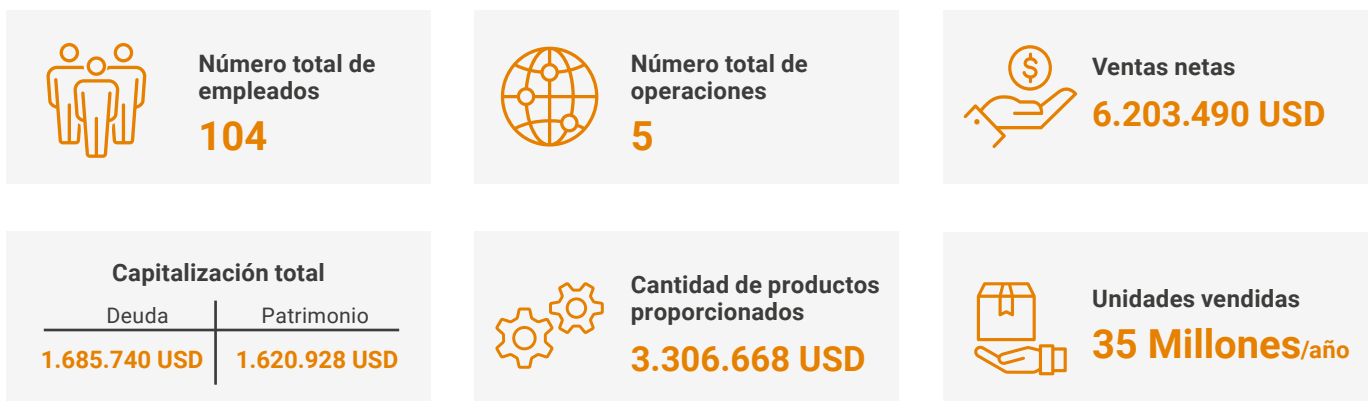 Número total de
empleados
104
Número total de
operaciones
5
$
Ventas netas
6.203.490 USD
Capitalización total
Deuda
Patrimonio
1.685.740 USD
1.620.928 USD
Cantidad de productos
proporcionados
3.306.668 USD
Unidades vendidas
35 Millones/año